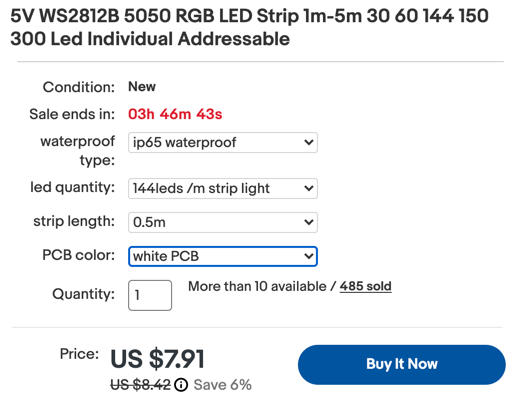 5V WS2812B 5050 RGB LED Strip 1m-5m 30 60 144 150
300 Led Individual Addressable
Condition: New
Sale ends in: 03h 46m 43s
waterproof type: ip65 waterproof
led quantity: 144leds /m strip light
strip length: 0.5m
PCB color: white PCB
Quantity: 1 More than 10 available / 485 sold
Price: US $7.91
US $8.42 Save 6%
Buy It Now